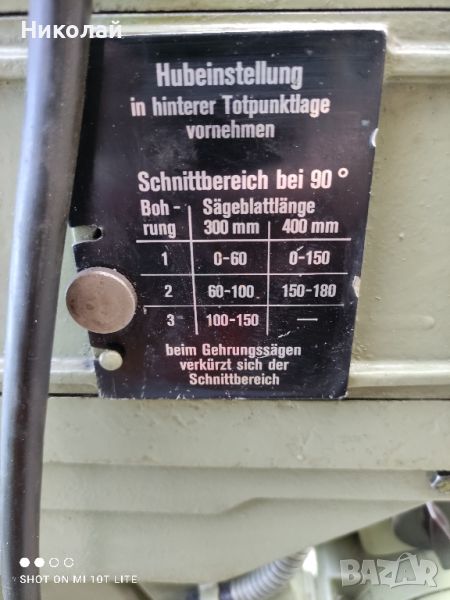 Николай
Hubeinstellung
in hinterer Totpunktlage
vornehmen
Schnittbereich bei 90°
Boh- Sägeblattlänge
rung 300 mm 400 mm
1 0-60 0-150
2 60-100 150-180
3 100-150 —
beim Gehrungssägen
verkürzt sich der
Schnittbereich
SHOT ON MI 10T LITE
BAZAR